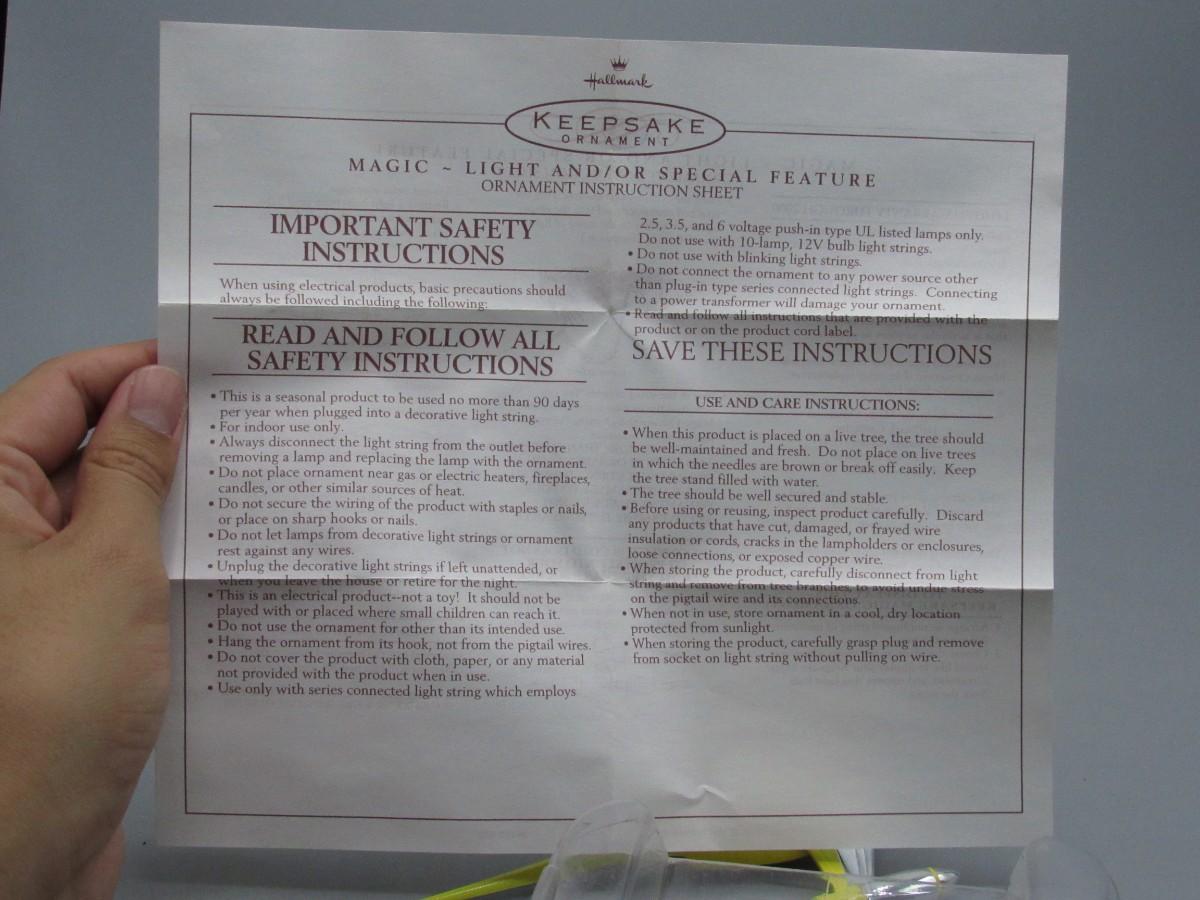 Hallmark
KEEPSAKE
ORNAMENT
MAGIC ~ LIGHT AND/OR SPECIAL FEATURE
ORNAMENT INSTRUCTION SHEET
IMPORTANT SAFETY
INSTRUCTIONS
When using electrical products, basic precautions should
always be followed including the following:
READ AND FOLLOW ALL
SAFETY INSTRUCTIONS
• This is a seasonal product to be used no more than 90 days
per year when plugged into a decorative light string.
• For indoor use only.
• Always disconnect the light string from the outlet before
removing a lamp and replacing the lamp with the ornament.
• Do not place ornament near gas or electric heaters, fireplaces,
candles, or other similar sources of heat.
• Do not secure the wiring of the product with staples or nails,
or place on sharp hooks or nails.
• Do not let lamps from decorative light strings or ornament
rest against any wires.
• Unplug the decorative light strings if left unattended, or
when you leave the house or retire for the night.
• This is an electrical product--not a toy! It should not be
played with or placed where small children can reach it.
• Do not use the ornament for other than its intended use.
• Hang the ornament from its hook, not from the pigtail wires.
• Do not cover the product with cloth, paper, or any material
not provided with the product when in use.
• Use only with series connected light string which employs
2.5, 3.5, and 6 voltage push-in type UL listed lamps only.
Do not use with 10-lamp, 12V bulb light strings.
• Do not use with blinking light strings.
• Do not connect the ornament to any power source other
than plug-in type series connected light strings. Connecting
to a power transformer will damage your ornament.
• Read and follow all instructions that are provided with the
product or on the product cord label.
SAVE THESE INSTRUCTIONS
USE AND CARE INSTRUCTIONS:
• When this product is placed on a live tree, the tree should
be well-maintained and fresh. Do not place on live trees
in which the needles are brown or break off easily. Keep
the tree stand filled with water.
• The tree should be well secured and stable.
• Before using or reusing, inspect product carefully. Discard
any products that have cut, damaged, or frayed wire
insulation or cords, cracks in the lampholders or enclosures,
loose connections, or exposed copper wire.
• When storing the product, carefully disconnect from light
string and remove from tree branches, to avoid undue stress
on the pigtail wire and its connections.
• When not in use, store ornament in a cool, dry location
protected from sunlight.
• When storing the product, carefully grasp plug and remove
from socket on light string without pulling on wire.